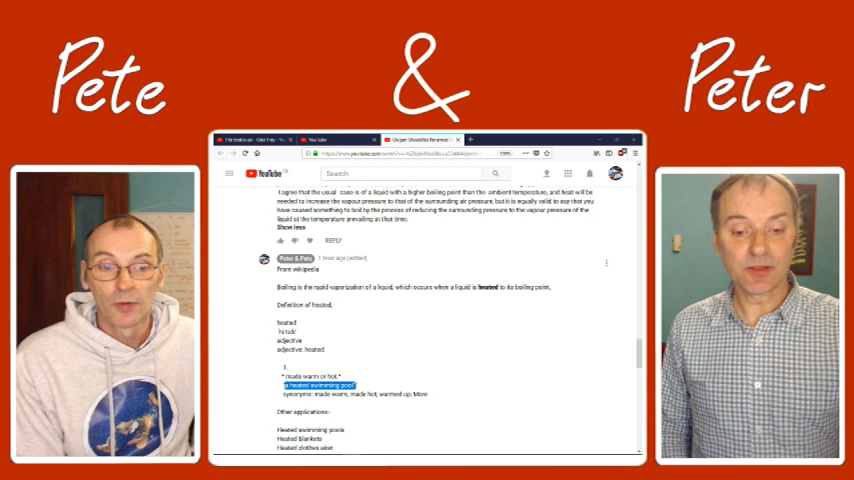 Pete & Peter
YouTube
Search
I agree that the usual case is of a liquid with a higher boiling point than the ambient temperature, and heat will be
needed to increase the vapour pressure to that of the surrounding air pressure, but it is equally valid to say that you
have caused something to boil by the process of reducing the surrounding pressure to the vapour pressure of the
liquid at the temperature prevailing at that time.
Show less
REPLY
Peter & Pete 1 hour ago (edited)
From wikipedia
Boiling is the rapid vaporization of a liquid, which occurs when a liquid is heated to its boiling point,
Definition of heated,
heated
adjective
adjective: heated
1.
" made warm or hot,"
"a heated swimming pool"
synonyms: made warm, made hot, warmed up; More
Other applications:-
Heated swimming pools
Heated blankets
Heated clothes airer